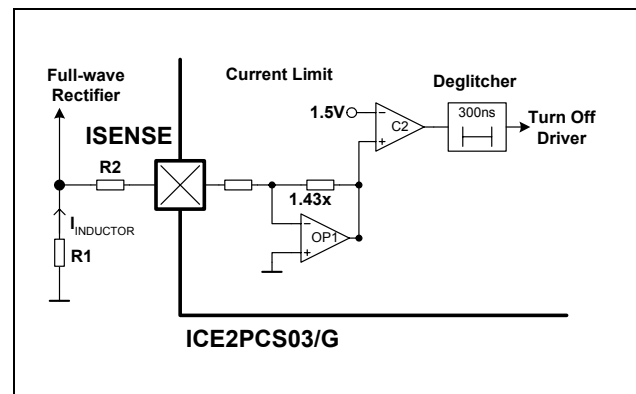 Full-wave
Rectifier
Current Limit
Deglitcher
ISENSE
1.5V
C2
300ns
Turn Off
Driver
R2
1.43x
I_INDUCTOR
OP1
R1
ICE2PCS03/G